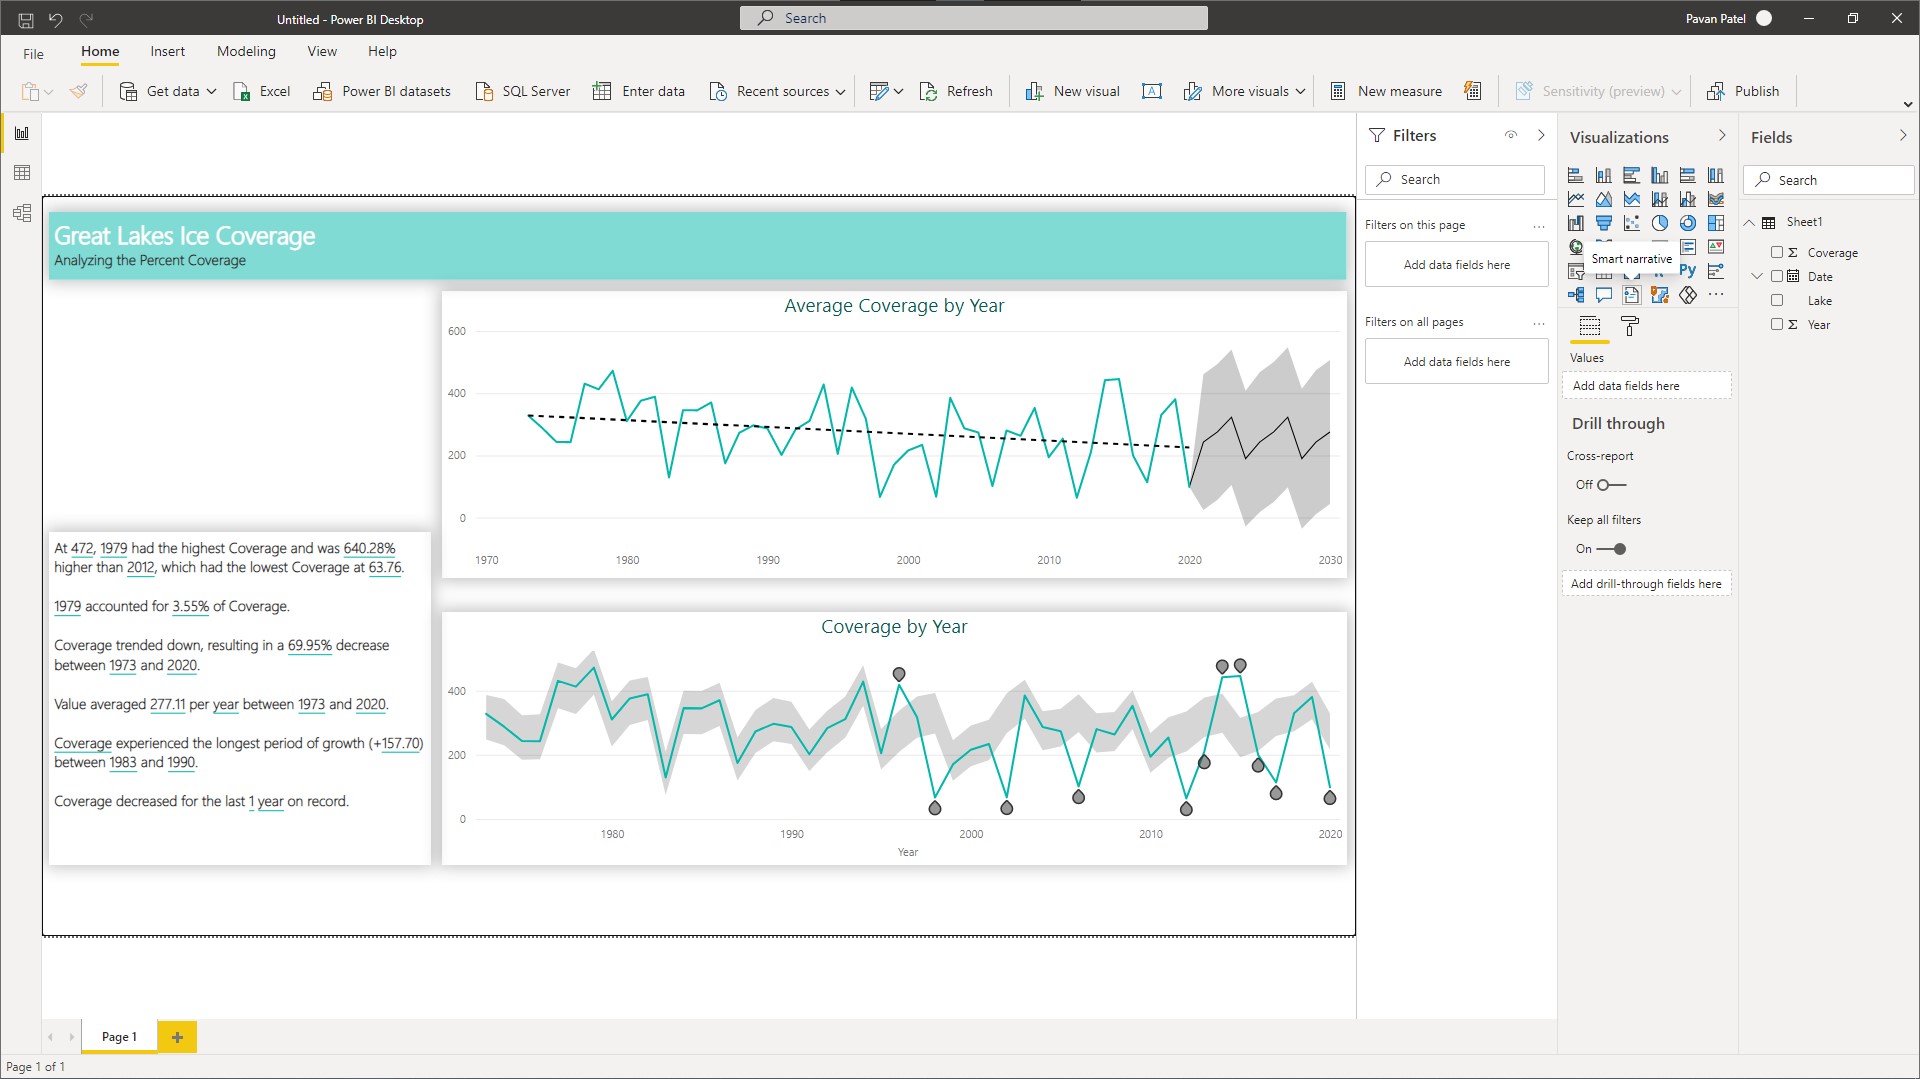 Untitled - Power BI Desktop
Search
Pavan Patel
File
Home
Insert
Modeling
View
Help
Get data
Excel
Power BI datasets
SQL Server
Enter data
Recent sources
Refresh
New visual
More visuals
New measure
Sensitivity (preview)
Publish
Great Lakes Ice Coverage
Analyzing the Percent Coverage
At 472, 1979 had the highest Coverage and was 640.28%
higher than 2012, which had the lowest Coverage at 63.76.
1979 accounted for 3.55% of Coverage.
Coverage trended down, resulting in a 69.95% decrease
between 1973 and 2020.
Value averaged 277.11 per year between 1973 and 2020.
Coverage experienced the longest period of growth (+157.70)
between 1983 and 1990.
Coverage decreased for the last 1 year on record.
Average Coverage by Year
600
400
200
0
1970 1980 1990 2000 2010 2020 2030
Coverage by Year
400
200
0
1980 1990 2000 2010 2020
Year
Filters
Search
Filters on this page
...
Add data fields here
Filters on all pages
...
Add data fields here
Visualizations
Smart narrative
Py
...
Values
Add data fields here
Drill through
Cross-report
Off
Keep all filters
On
Add drill-through fields here
Fields
Search
Sheet1
Σ Coverage
Date
Lake
Σ Year
Page 1
+
Page 1 of 1